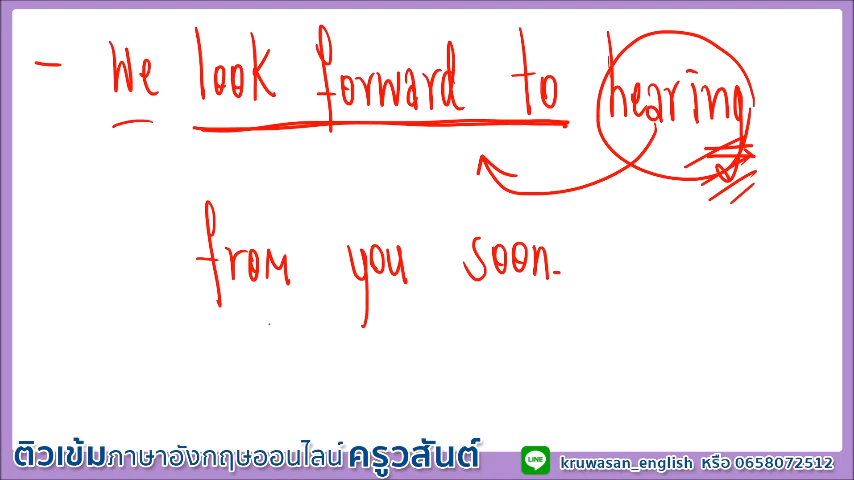 - We look forward to hearing
from you soon.
ติวเข้มภาษาอังกฤษออนไลน์ ครูวสันต์
LINE kruwasan_english หรือ 0658072512